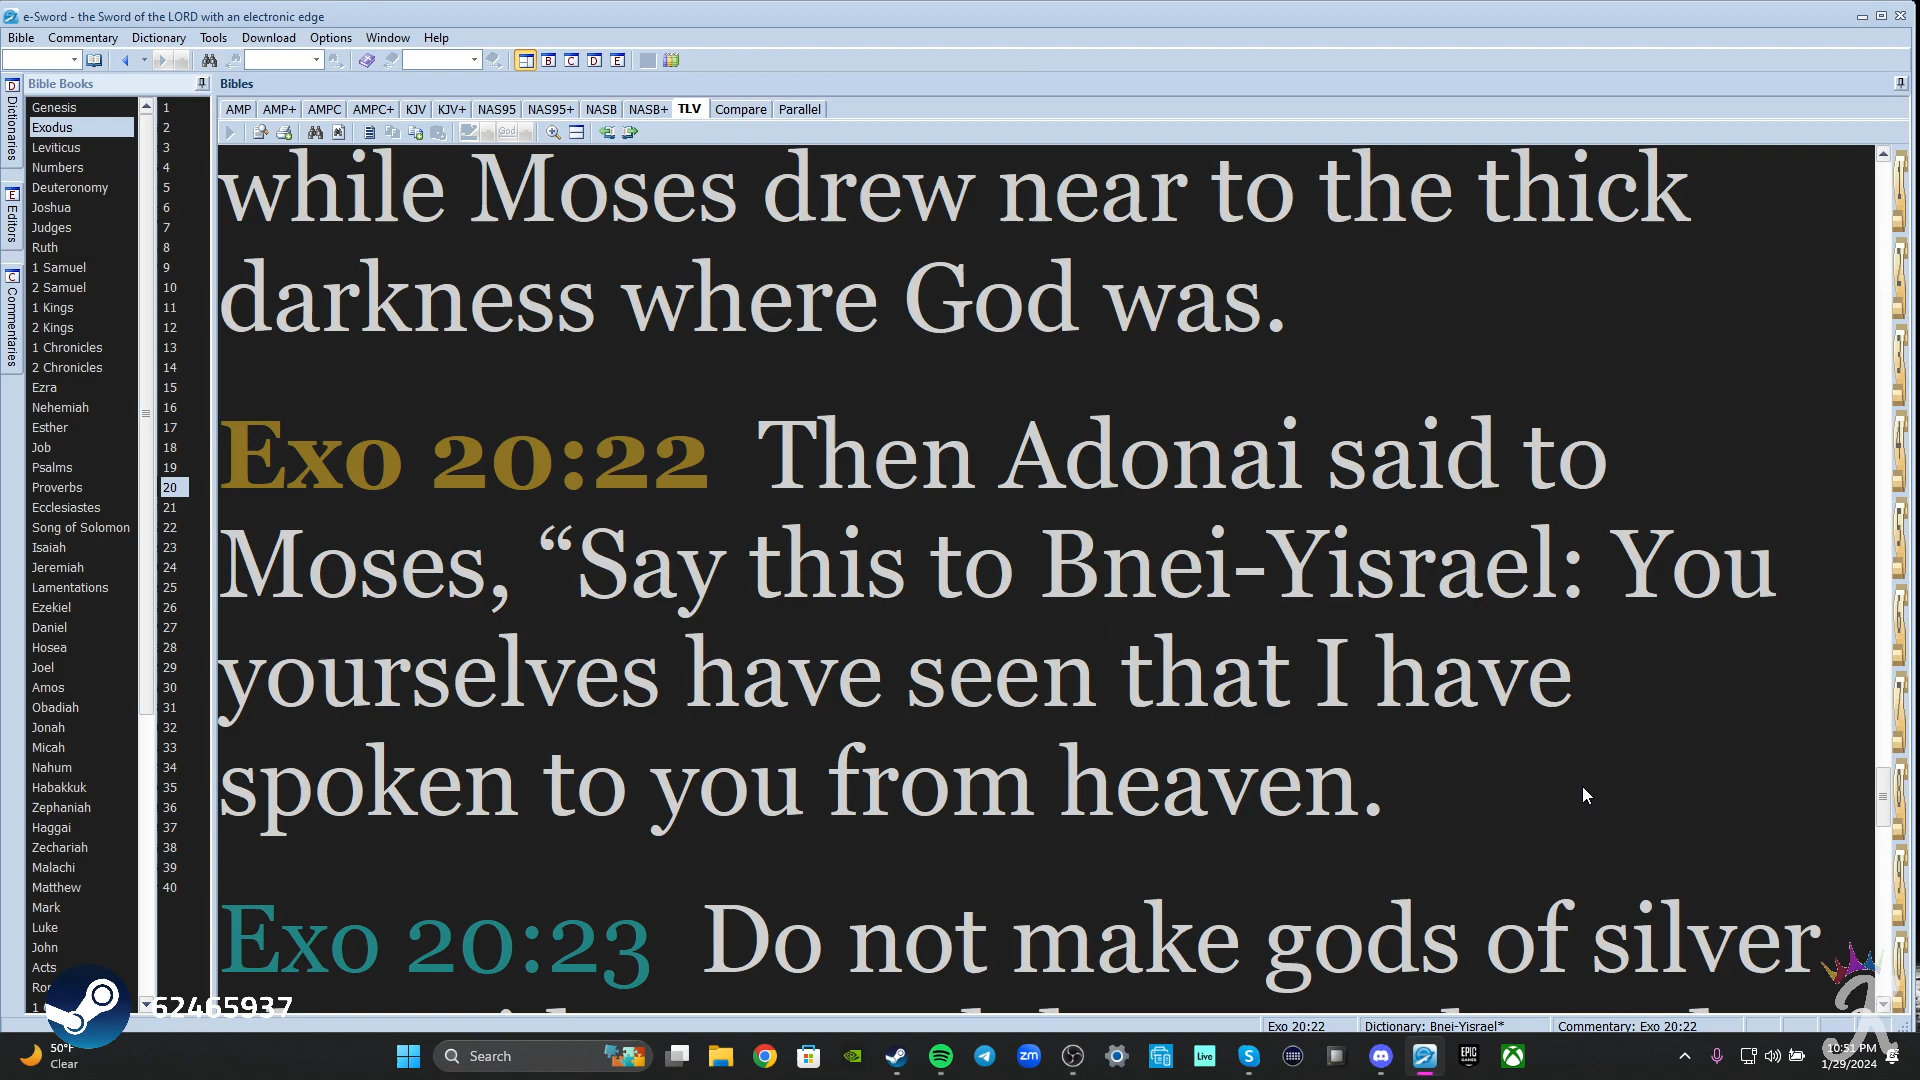 e-Sword - the Sword of the LORD with an electronic edge
Bible Commentary Dictionary Tools Download Options Window Help
B C D E
Bible Books
Bibles
D Dictionaries
E Editors
C Commentaries
AMP AMP+ AMPC AMPC+ KJV KJV+ NAS95 NAS95+ NASB NASB+ TLV Compare Parallel
Genesis 1
Exodus 2
Leviticus 3
Numbers 4
Deuteronomy 5
Joshua 6
Judges 7
Ruth 8
1 Samuel 9
2 Samuel 10
1 Kings 11
2 Kings 12
1 Chronicles 13
2 Chronicles 14
Ezra 15
Nehemiah 16
Esther 17
Job 18
Psalms 19
Proverbs 20
Ecclesiastes 21
Song of Solomon 22
Isaiah 23
Jeremiah 24
Lamentations 25
Ezekiel 26
Daniel 27
Hosea 28
Joel 29
Amos 30
Obadiah 31
Jonah 32
Micah 33
Nahum 34
Habakkuk 35
Zephaniah 36
Haggai 37
Zechariah 38
Malachi 39
Matthew 40
Mark
Luke
John
Acts
while Moses drew near to the thick
darkness where God was.
Exo 20:22 Then Adonai said to
Moses, “Say this to Bnei-Yisrael: You
yourselves have seen that I have
spoken to you from heaven.
Exo 20:23 Do not make gods of silver
62465937
Exo 20:22 Dictionary: Bnei-Yisrael* Commentary: Exo 20:22
50°F
Clear
Search
zm
Live
EPIC GAMES
10:51 PM
1/29/2024